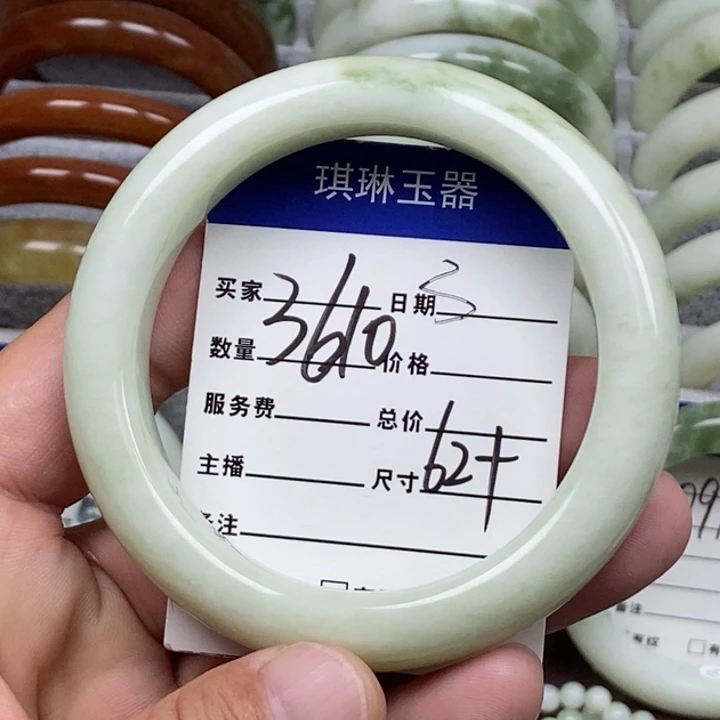 琪琳玉器
买家 日期
3610
数量 价格
服务费 总价
主播 尺寸 62+
注